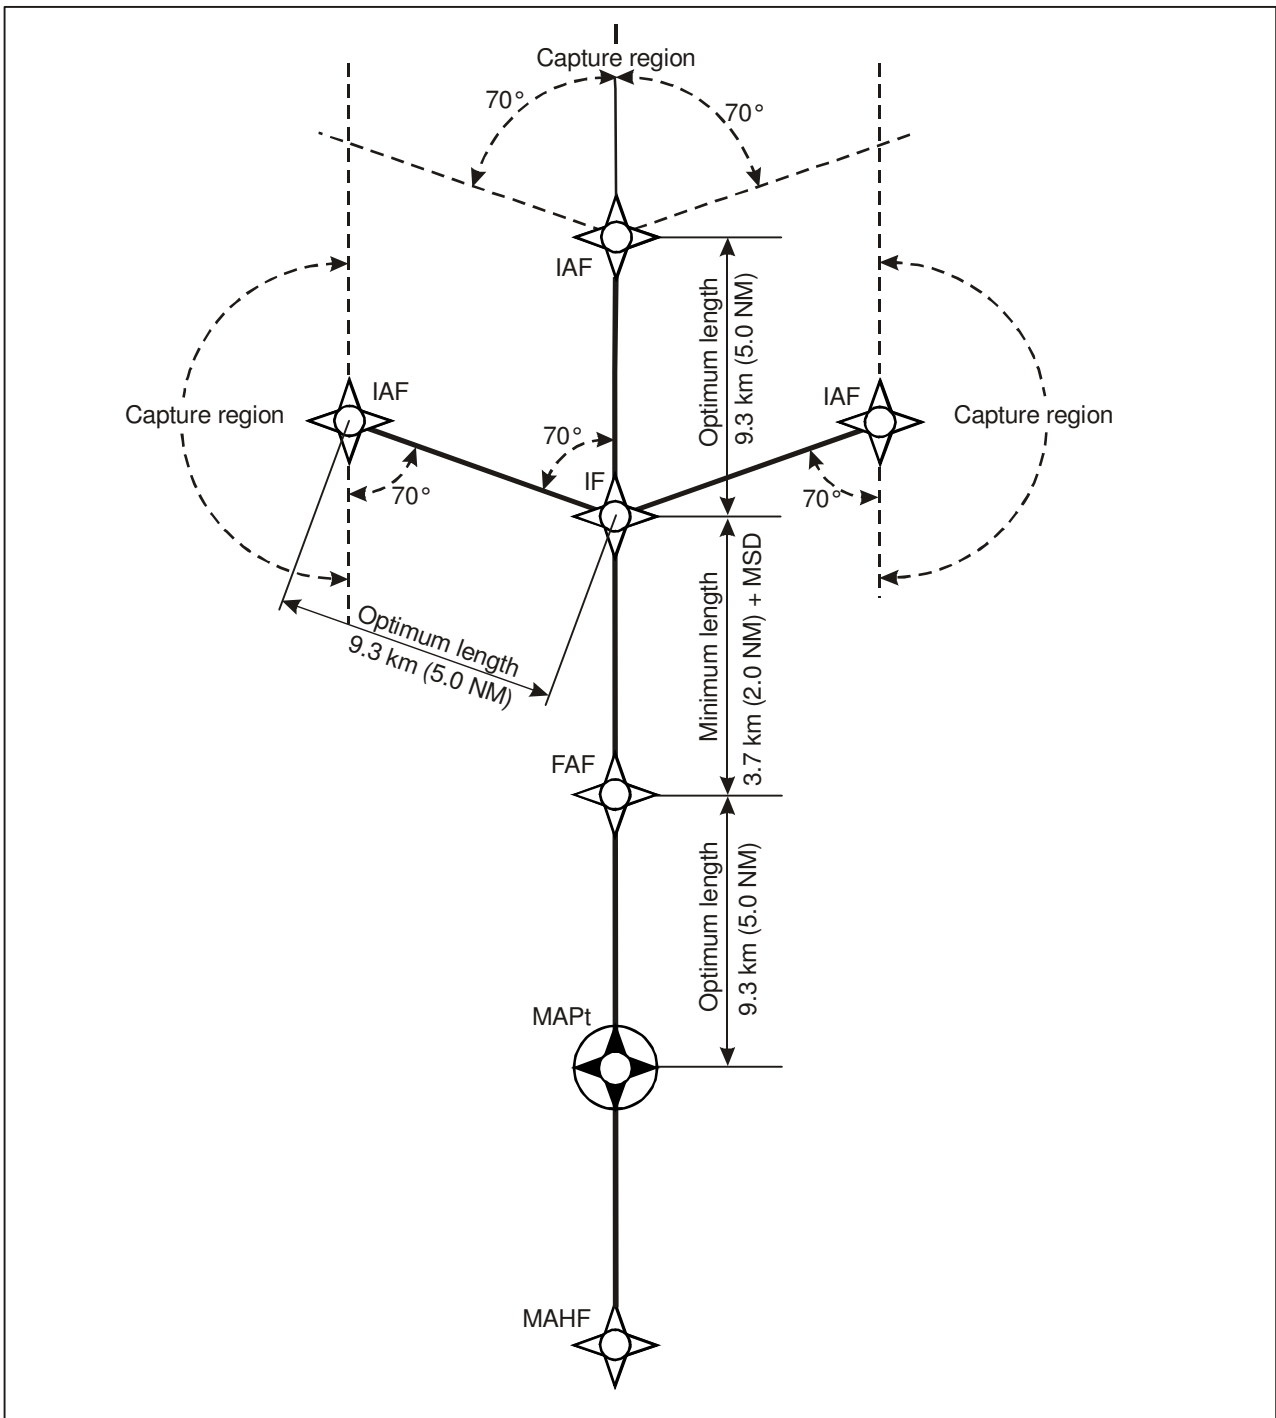 Capture region
70°
70°
IAF
Optimum length
9.3 km (5.0 NM)
IAF
IAF
Capture region
Capture region
70°
IF
70°
70°
Minimum length
3.7 km (2.0 NM) + MSD
Optimum length
9.3 km (5.0 NM)
FAF
Optimum length
9.3 km (5.0 NM)
MAPt
MAHF